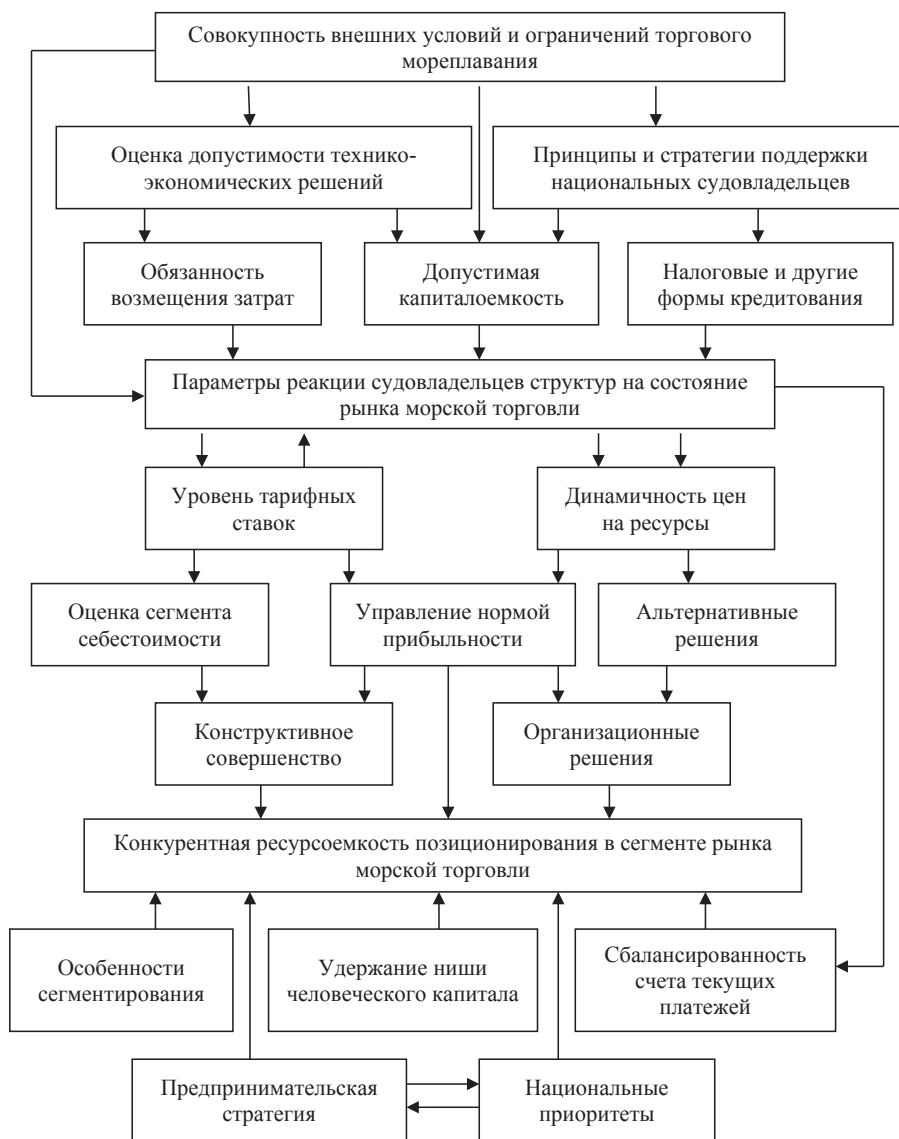 Совокупность внешних условий и ограничений торгового
мореплавания
Оценка допустимости технико-
экономических решений
Принципы и стратегии поддержки
национальных судовладельцев
Обязанность
возмещения затрат
Допустимая
капиталоемкость
Налоговые и другие
формы кредитования
Параметры реакции судовладельцев структур на состояние
рынка морской торговли
Уровень тарифных
ставок
Динамичность цен
на ресурсы
Оценка сегмента
себестоимости
Управление нормой
прибыльности
Альтернативные
решения
Конструктивное
совершенство
Организационные
решения
Конкурентная ресурсоемкость позиционирования в сегменте рынка
морской торговли
Особенности
сегментирования
Удержание ниши
человеческого капитала
Сбалансированность
счета текущих
платежей
Предпринимательская
стратегия
Национальные
приоритеты